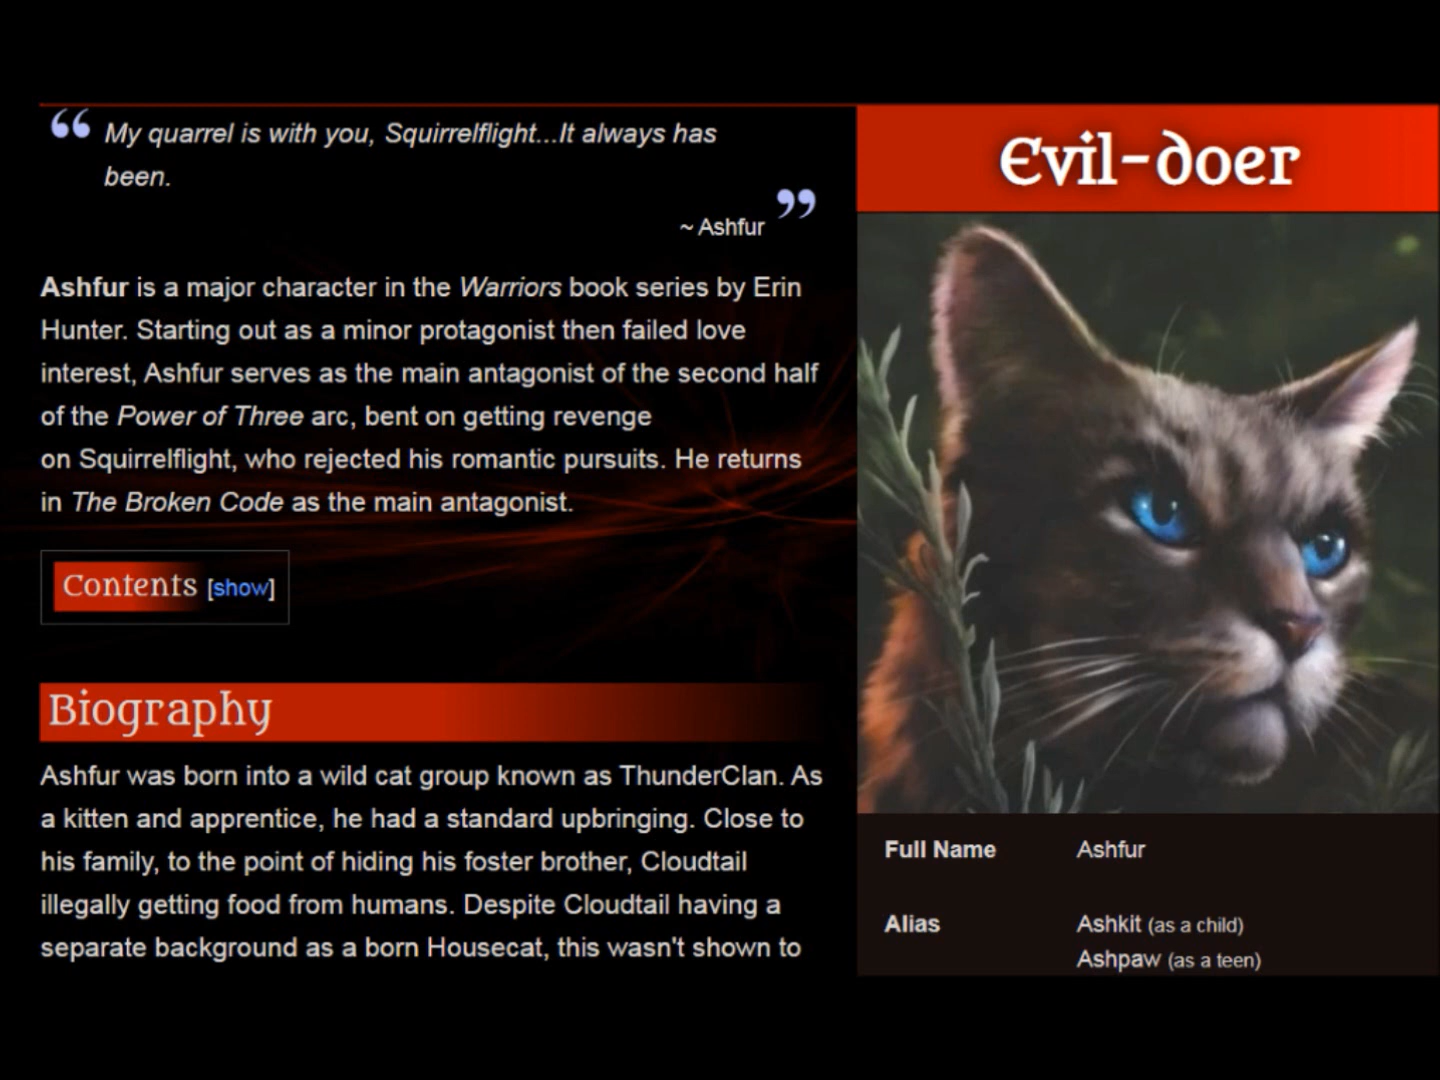 “ My quarrel is with you, Squirrelflight...It always has
been. ”
~ Ashfur
Ashfur is a major character in the Warriors book series by Erin
Hunter. Starting out as a minor protagonist then failed love
interest, Ashfur serves as the main antagonist of the second half
of the Power of Three arc, bent on getting revenge
on Squirrelflight, who rejected his romantic pursuits. He returns
in The Broken Code as the main antagonist.
Contents [show]
Biography
Ashfur was born into a wild cat group known as ThunderClan. As
a kitten and apprentice, he had a standard upbringing. Close to
his family, to the point of hiding his foster brother, Cloudtail
illegally getting food from humans. Despite Cloudtail having a
separate background as a born Housecat, this wasn't shown to
Evil-doer
Full Name Ashfur
Alias Ashkit (as a child)
Ashpaw (as a teen)